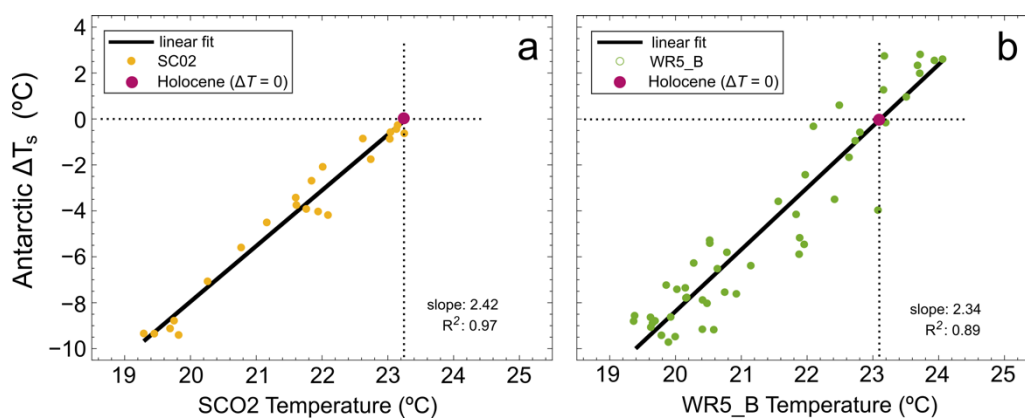 Antarctic ΔTs (ºC)
4
2
0
−2
−4
−6
−8
−10
linear fit
SC02
Holocene (ΔT = 0)
a
slope: 2.42
R²: 0.97
19 20 21 22 23 24 25
SCO2 Temperature (ºC)
linear fit
WR5_B
Holocene (ΔT = 0)
b
slope: 2.34
R²: 0.89
19 20 21 22 23 24 25
WR5_B Temperature (ºC)